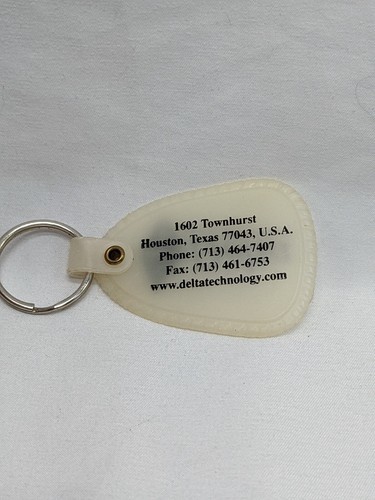 1602 Townhurst
Houston, Texas 77043, U.S.A.
Phone: (713) 464-7407
Fax: (713) 461-6753
www.deltatechnology.com